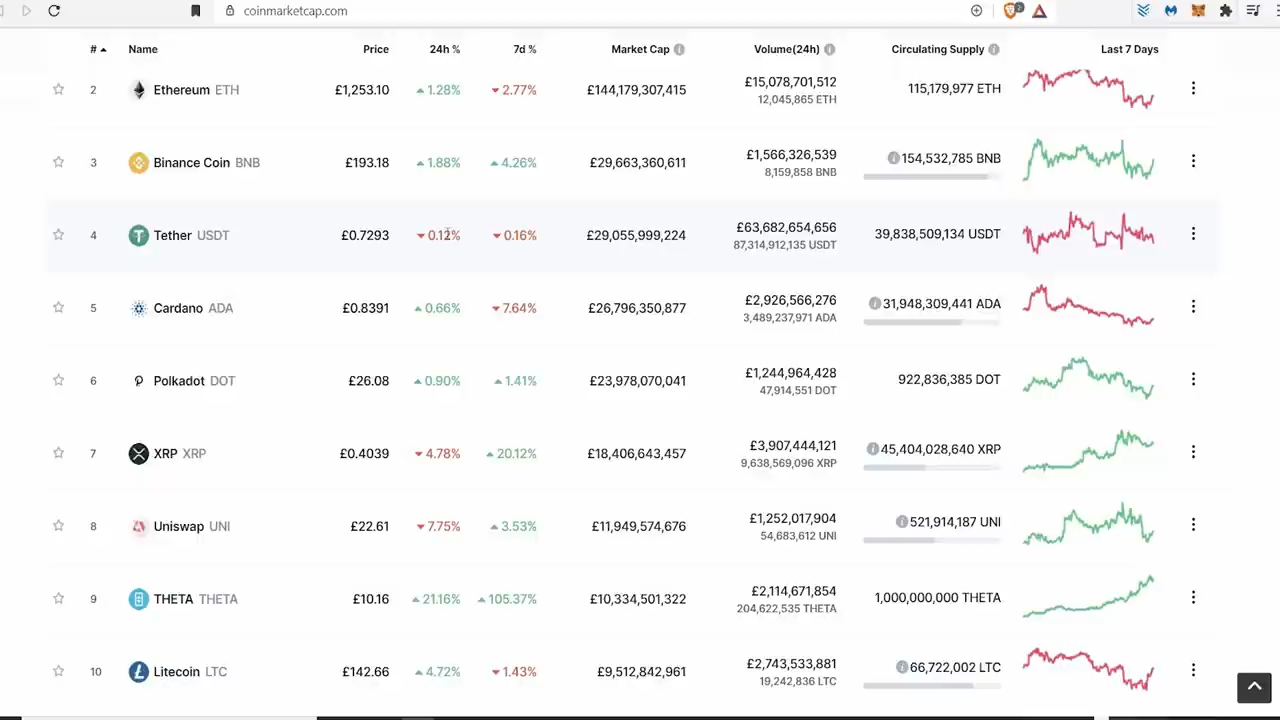 coinmarketcap.com
# Name Price 24h % 7d % Market Cap Volume(24h) Circulating Supply Last 7 Days
2 Ethereum ETH £1,253.10 1.28% 2.77% £144,179,307,415 £15,078,701,512 115,179,977 ETH
12,045,865 ETH
3 Binance Coin BNB £193.18 1.88% 4.26% £29,663,360,611 £1,566,326,539 154,532,785 BNB
8,159,858 BNB
4 Tether USDT £0.7293 0.12% 0.16% £29,055,999,224 £63,682,654,656 39,838,509,134 USDT
87,314,912,135 USDT
5 Cardano ADA £0.8391 0.66% 7.64% £26,796,350,877 £2,926,566,276 31,948,309,441 ADA
3,489,237,971 ADA
6 Polkadot DOT £26.08 0.90% 1.41% £23,978,070,041 £1,244,964,428 922,836,385 DOT
47,914,551 DOT
7 XRP XRP £0.4039 4.78% 20.12% £18,406,643,457 £3,907,444,121 45,404,028,640 XRP
9,638,569,096 XRP
8 Uniswap UNI £22.61 7.75% 3.53% £11,949,574,676 £1,252,017,904 521,914,187 UNI
54,683,612 UNI
9 THETA THETA £10.16 21.16% 105.37% £10,334,501,322 £2,114,671,854 1,000,000,000 THETA
204,622,535 THETA
10 Litecoin LTC £142.66 4.72% 1.43% £9,512,842,961 £2,743,533,881 66,722,002 LTC
19,242,836 LTC